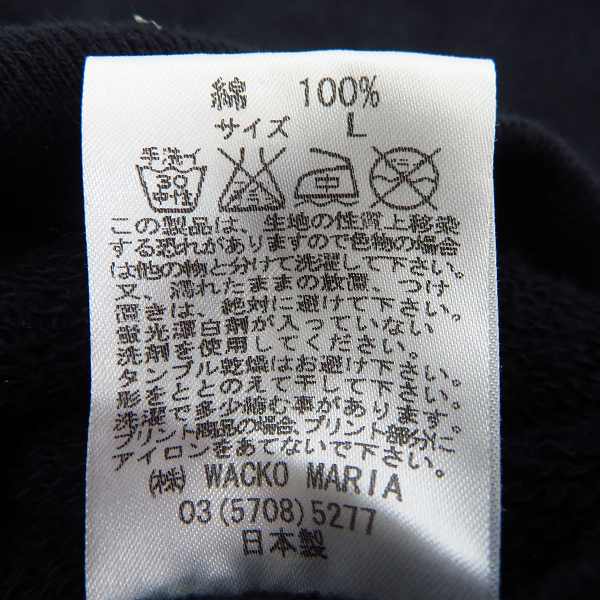 綿 100%
サイズ L
手洗イ
30
中性
中
この製品は、生地の性質上移染
する恐れがありますので色物の場合
は他の物と分けて洗濯して下さい。
又、濡れたままの放置、つけ
置きは、絶対に避けて下さい。
蛍光漂白剤が入っていない
洗剤を使用してください。
タンブル乾燥はお避け下さい。
形をととのえて干して下さい。
洗濯で多少縮む事があります。
プリント商品の場合、プリント部分に
アイロンをあてないで下さい。
㈱ WACKO MARIA
03(5708)5277
日本製